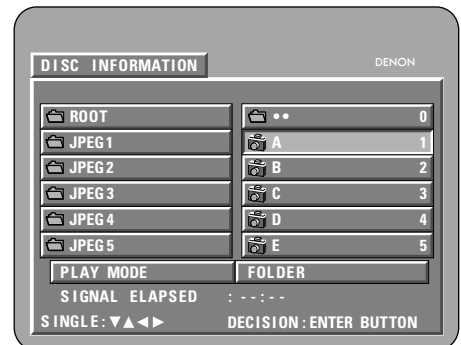 DISC INFORMATION DENON
ROOT •• 0
JPEG1 A 1
JPEG2 B 2
JPEG3 C 3
JPEG4 D 4
JPEG5 E 5
PLAY MODE FOLDER
SIGNAL ELAPSED :--:--
SINGLE:▼▲◀▶ DECISION:ENTER BUTTON